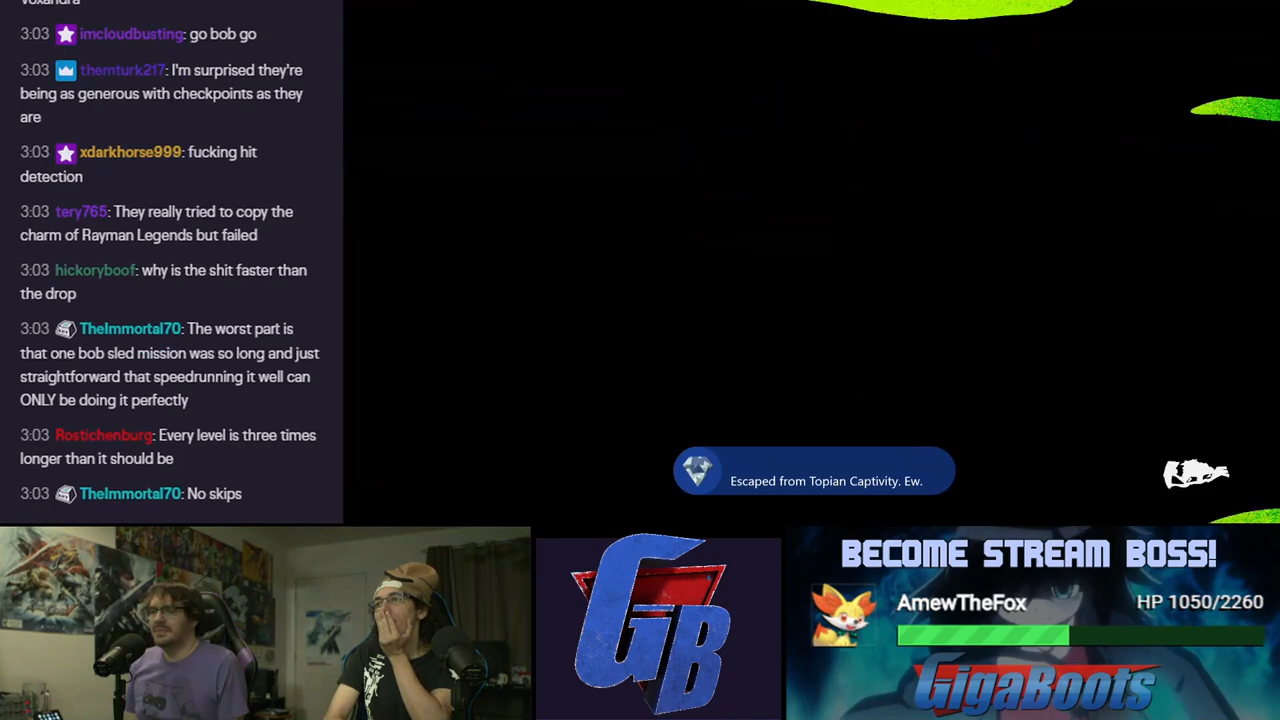 3:03 imcloudbusting: go bob go
3:03 themturk217: I'm surprised they're
being as generous with checkpoints as they
are
3:03 xdarkhorse999: fucking hit
detection
3:03 tery765: They really tried to copy the
charm of Rayman Legends but failed
3:03 hickoryboof: why is the shit faster than
the drop
3:03 TheImmortal70: The worst part is
that one bob sled mission was so long and just
straightforward that speedrunning it well can
ONLY be doing it perfectly
3:03 Rostichenburg: Every level is three times
longer than it should be
3:03 TheImmortal70: No skips
Escaped from Topian Captivity. Ew.
GB
BECOME STREAM BOSS!
AmewTheFox HP 1050/2260
GigaBoots